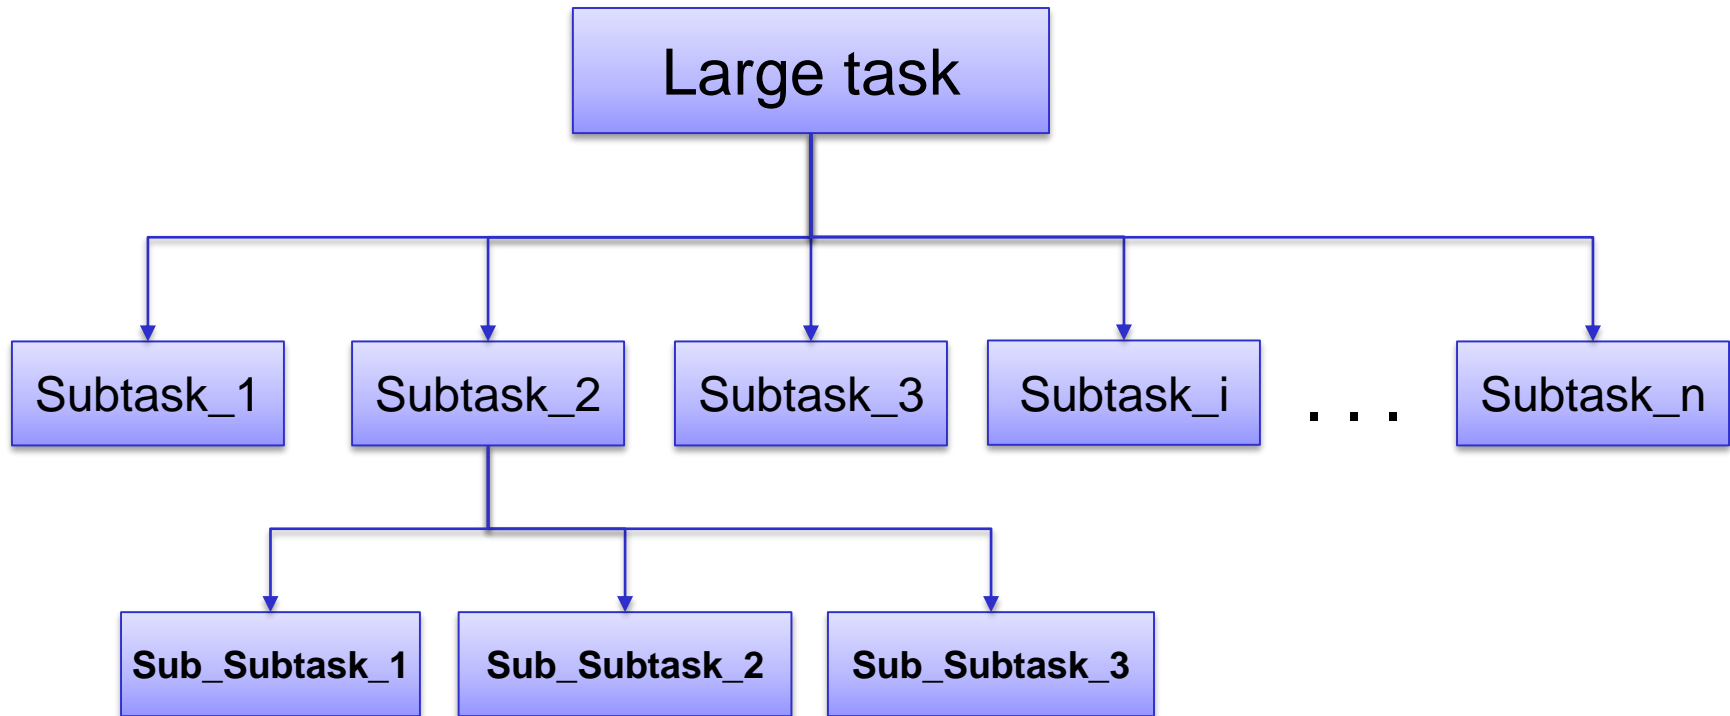 Large task
Subtask_1
Subtask_2
Subtask_3
Subtask_i
. . .
Subtask_n
Sub_Subtask_1
Sub_Subtask_2
Sub_Subtask_3